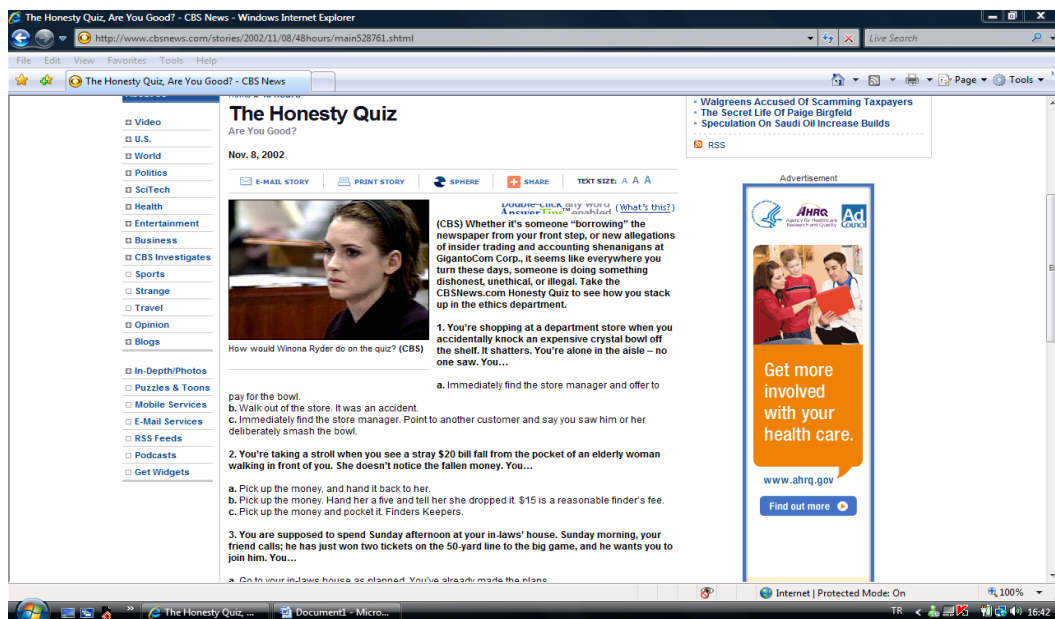 The Honesty Quiz, Are You Good? - CBS News - Windows Internet Explorer
http://www.cbsnews.com/stories/2002/11/08/48hours/main528761.shtml
Live Search
File Edit View Favorites Tools Help
The Honesty Quiz, Are You Good? - CBS News
Page Tools
Video
U.S.
World
Politics
SciTech
Health
Entertainment
Business
CBS Investigates
Sports
Strange
Travel
Opinion
Blogs
In-Depth/Photos
Puzzles & Toons
Mobile Services
E-Mail Services
RSS Feeds
Podcasts
Get Widgets
The Honesty Quiz
Are You Good?
Nov. 8, 2002
E-MAIL STORY PRINT STORY SPHERE SHARE TEXT SIZE: A A A
Double-click any word (What's this?)
AnswerTips™ enabled
(CBS) Whether it's someone “borrowing” the
newspaper from your front step, or new allegations
of insider trading and accounting shenanigans at
GigantoCom Corp., it seems like everywhere you
turn these days, someone is doing something
dishonest, unethical, or illegal. Take the
CBSNews.com Honesty Quiz to see how you stack
up in the ethics department.
How would Winona Ryder do on the quiz? (CBS)
1. You're shopping at a department store when you
accidentally knock an expensive crystal bowl off
the shelf. It shatters. You're alone in the aisle – no
one saw. You…
a. Immediately find the store manager and offer to
pay for the bowl.
b. Walk out of the store. It was an accident.
c. Immediately find the store manager. Point to another customer and say you saw him or her
deliberately smash the bowl.
2. You're taking a stroll when you see a stray $20 bill fall from the pocket of an elderly woman
walking in front of you. She doesn't notice the fallen money. You…
a. Pick up the money, and hand it back to her.
b. Pick up the money. Hand her a five and tell her she dropped it. $15 is a reasonable finder's fee.
c. Pick up the money and pocket it. Finders Keepers.
3. You are supposed to spend Sunday afternoon at your in-laws' house. Sunday morning, your
friend calls; he has just won two tickets on the 50-yard line to the big game, and he wants you to
join him. You…
a. Go to your in-laws house as planned. You've already made the plans.
Walgreens Accused Of Scamming Taxpayers
The Secret Life Of Paige Birgfeld
Speculation On Saudi Oil Increase Builds
RSS
Advertisement
AHRQ
Agency for Healthcare
Research and Quality
Ad
Council
Get more
involved
with your
health care.
www.ahrq.gov
Find out more
Internet | Protected Mode: On
100%
The Honesty Quiz, ...
Document1 - Micro...
TR
16:42